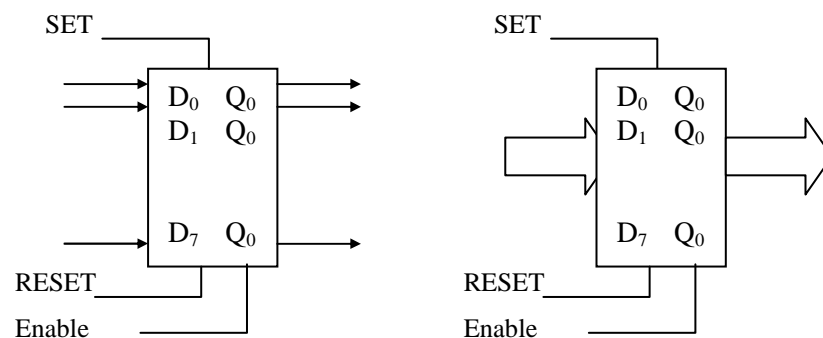 SET
D₀ Q₀
D₁ Q₀
D₇ Q₀
RESET
Enable
SET
D₀ Q₀
D₁ Q₀
D₇ Q₀
RESET
Enable